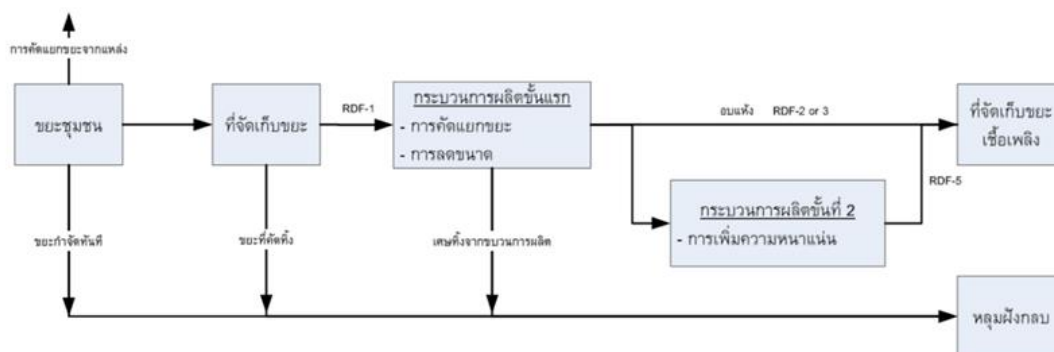 การคัดแยกขยะจากแหล่ง
ขยะชุมชน
ที่จัดเก็บขยะ
RDF-1
กระบวนการผลิตขั้นแรก
- การคัดแยกขยะ
- การลดขนาด
อบแห้ง RDF-2 or 3
ที่จัดเก็บขยะ
เชื้อเพลิง
RDF-5
กระบวนการผลิตขั้นที่ 2
- การเพิ่มความหนาแน่น
ขยะกำจัดทันที
ขยะที่คัดทิ้ง
เศษทิ้งจากขบวนการผลิต
หลุมฝังกลบ